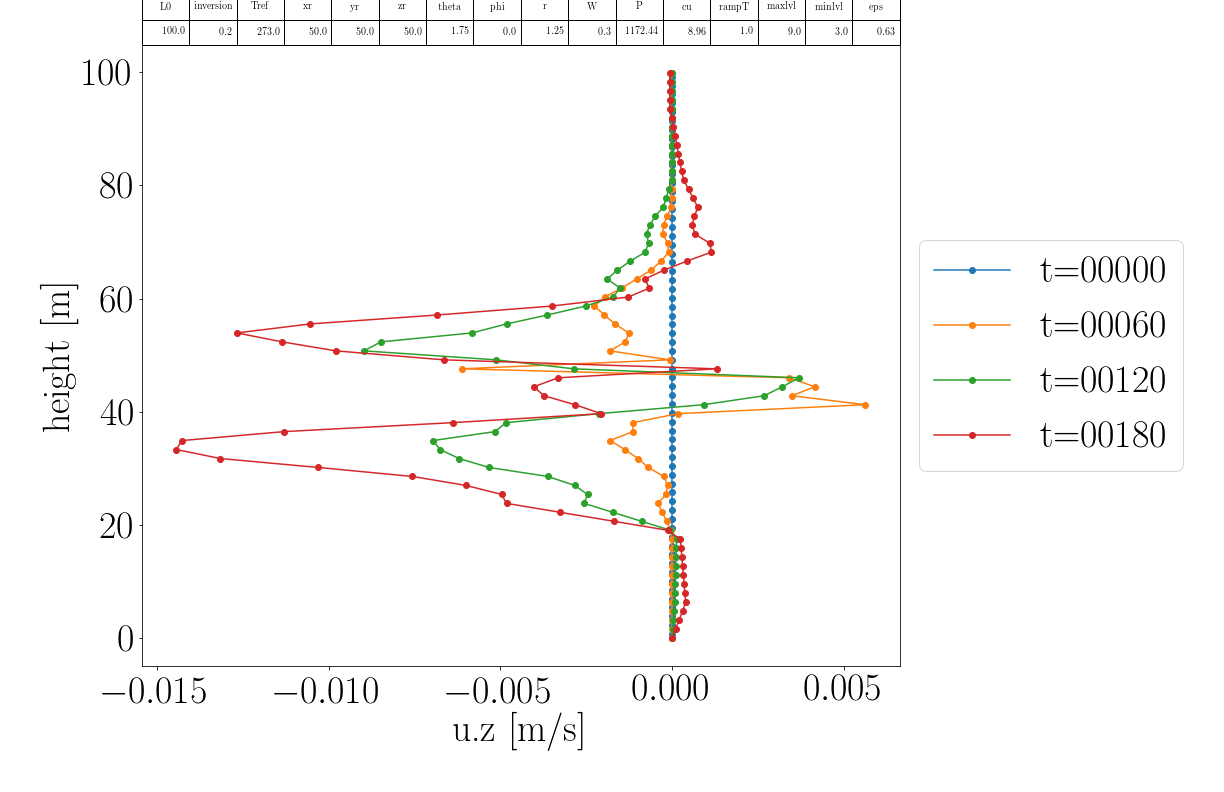 L0 inversion Tref xr yr zr theta phi r W P cu rampT maxlvl minlvl eps
100.0 0.2 273.0 50.0 50.0 50.0 1.75 0.0 1.25 0.3 1172.44 8.96 1.0 9.0 3.0 0.63
100
80
60
40
20
0
height [m]
−0.015 −0.010 −0.005 0.000 0.005
u.z [m/s]
t=00000
t=00060
t=00120
t=00180